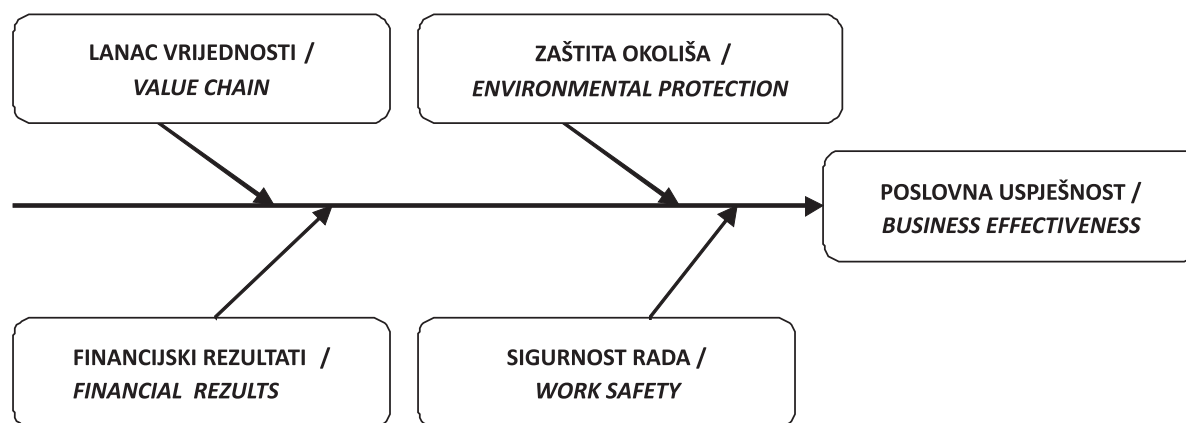 LANAC VRIJEDNOSTI /
VALUE CHAIN
ZAŠTITA OKOLIŠA /
ENVIRONMENTAL PROTECTION
POSLOVNA USPJEŠNOST /
BUSINESS EFFECTIVENESS
FINANCIJSKI REZULTATI /
FINANCIAL REZULTS
SIGURNOST RADA /
WORK SAFETY